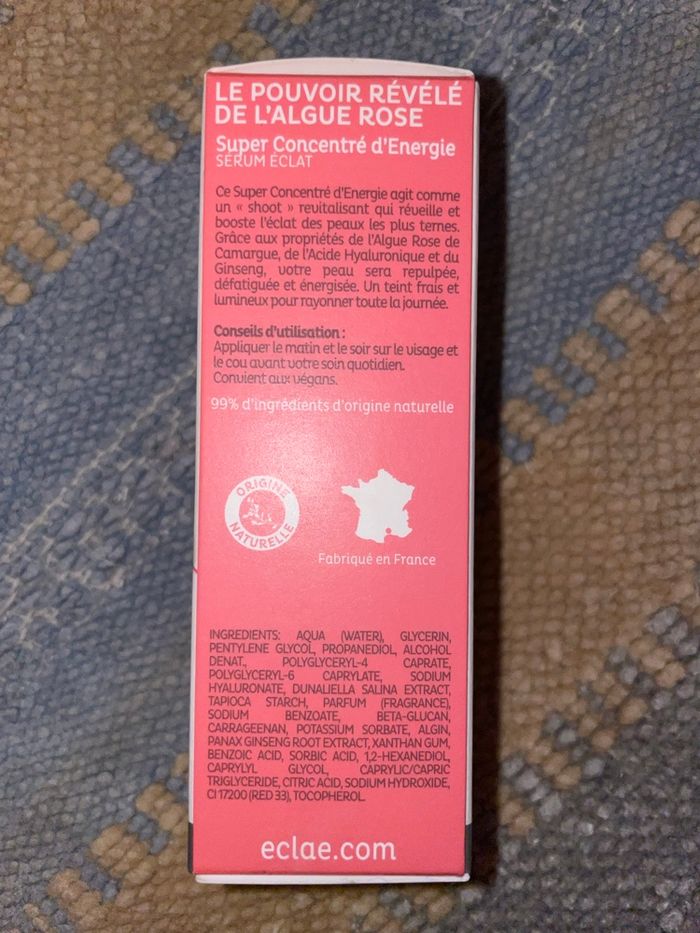 LE POUVOIR RÉVÉLÉ
DE L'ALGUE ROSE
Super Concentré d'Energie
SÉRUM ÉCLAT
Ce Super Concentré d'Energie agit comme
un « shoot » revitalisant qui réveille et
booste l'éclat des peaux les plus ternes.
Grâce aux propriétés de l'Algue Rose de
Camargue, de l'Acide Hyaluronique et du
Ginseng, votre peau sera repulpée,
défatiguée et énergisée. Un teint frais et
lumineux pour rayonner toute la journée.
Conseils d'utilisation :
Appliquer le matin et le soir sur le visage et
le cou avant votre soin quotidien.
Convient aux végans.
99% d'ingrédients d'origine naturelle
ORIGINE
NATURELLE
Fabriqué en France
INGREDIENTS: AQUA (WATER), GLYCERIN,
PENTYLENE GLYCOL, PROPANEDIOL, ALCOHOL
DENAT., POLYGLYCERYL-4 CAPRATE,
POLYGLYCERYL-6 CAPRYLATE, SODIUM
HYALURONATE, DUNALIELLA SALINA EXTRACT,
TAPIOCA STARCH, PARFUM (FRAGRANCE),
SODIUM BENZOATE, BETA-GLUCAN,
CARRAGEENAN, POTASSIUM SORBATE, ALGIN,
PANAX GINSENG ROOT EXTRACT, XANTHAN GUM,
BENZOIC ACID, SORBIC ACID, 1,2-HEXANEDIOL,
CAPRYLYL GLYCOL, CAPRYLIC/CAPRIC
TRIGLYCERIDE, CITRIC ACID, SODIUM HYDROXIDE,
CI 17200 (RED 33), TOCOPHEROL.
eclae.com